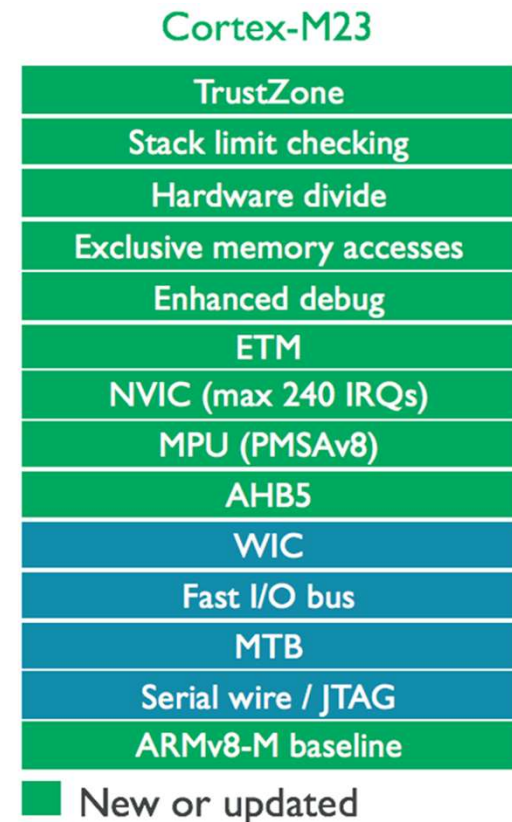 Cortex-M23
TrustZone
Stack limit checking
Hardware divide
Exclusive memory accesses
Enhanced debug
ETM
NVIC (max 240 IRQs)
MPU (PMSAv8)
AHB5
WIC
Fast I/O bus
MTB
Serial wire / JTAG
ARMv8-M baseline
New or updated